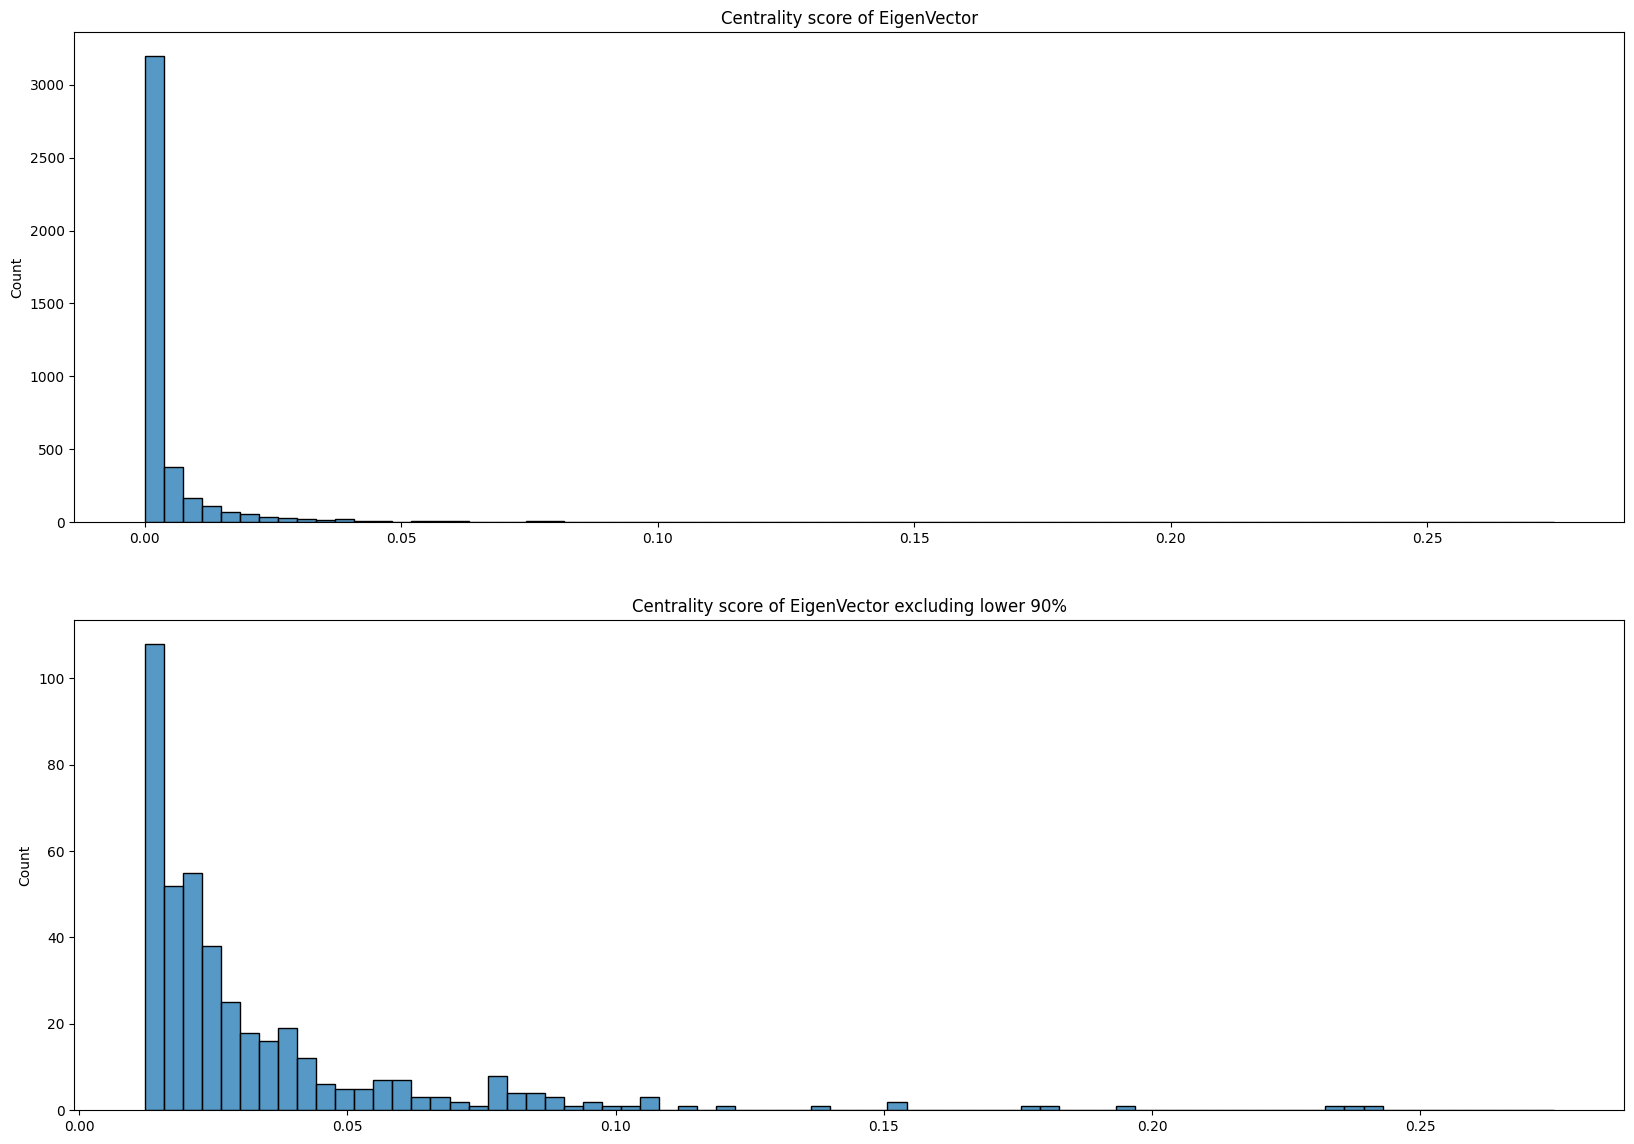 Centrality score of EigenVector
3000
2500
2000
1500
1000
500
0
Count
0.00 0.05 0.10 0.15 0.20 0.25
Centrality score of EigenVector excluding lower 90%
100
80
60
40
20
0
Count
0.00 0.05 0.10 0.15 0.20 0.25